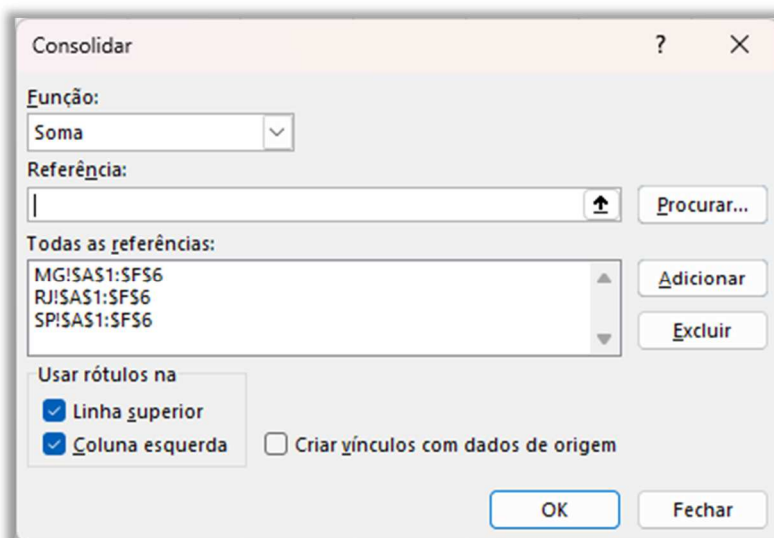 Consolidar ?
Função:
Soma
Referência:
Procurar...
Todas as referências:
MG!$A$1:$F$6
RJ!$A$1:$F$6
SP!$A$1:$F$6
Adicionar
Excluir
Usar rótulos na
Linha superior
Coluna esquerda
Criar vínculos com dados de origem
OK
Fechar